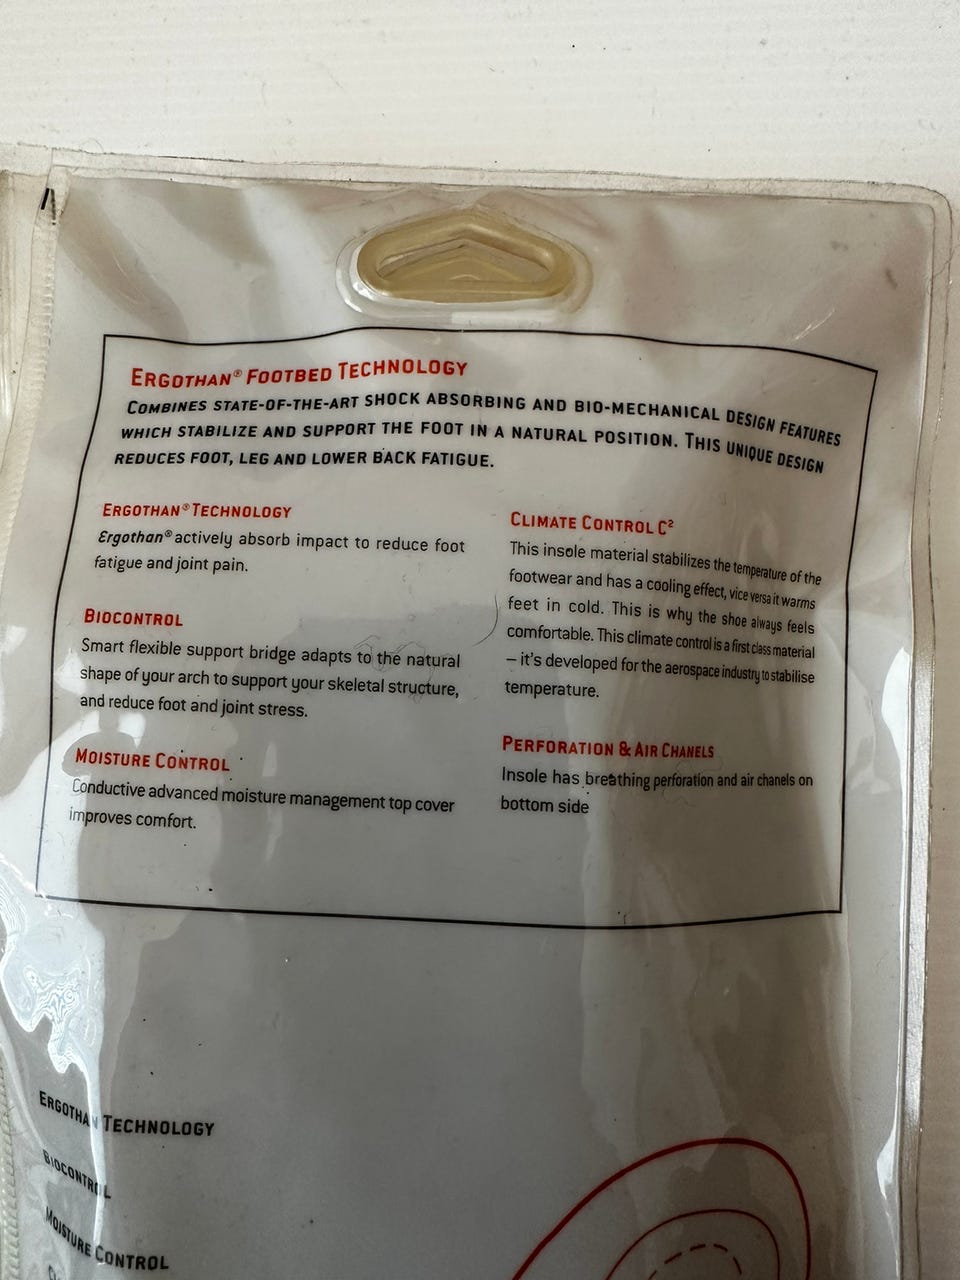 ERGOTHAN® FOOTBED TECHNOLOGY
COMBINES STATE-OF-THE-ART SHOCK ABSORBING AND BIO-MECHANICAL DESIGN FEATURES
WHICH STABILIZE AND SUPPORT THE FOOT IN A NATURAL POSITION. THIS UNIQUE DESIGN
REDUCES FOOT, LEG AND LOWER BACK FATIGUE.
ERGOTHAN® TECHNOLOGY
Ergothan® actively absorb impact to reduce foot
fatigue and joint pain.
BIOCONTROL
Smart flexible support bridge adapts to the natural
shape of your arch to support your skeletal structure,
and reduce foot and joint stress.
MOISTURE CONTROL
Conductive advanced moisture management top cover
improves comfort.
CLIMATE CONTROL C²
This insole material stabilizes the temperature of the
footwear and has a cooling effect, vice versa it warms
feet in cold. This is why the shoe always feels
comfortable. This climate control is a first class material
– it's developed for the aerospace industry to stabilise
temperature.
PERFORATION & AIR CHANELS
Insole has breathing perforation and air chanels on
bottom side
ERGOTHAN TECHNOLOGY
BIOCONTROL
MOISTURE CONTROL